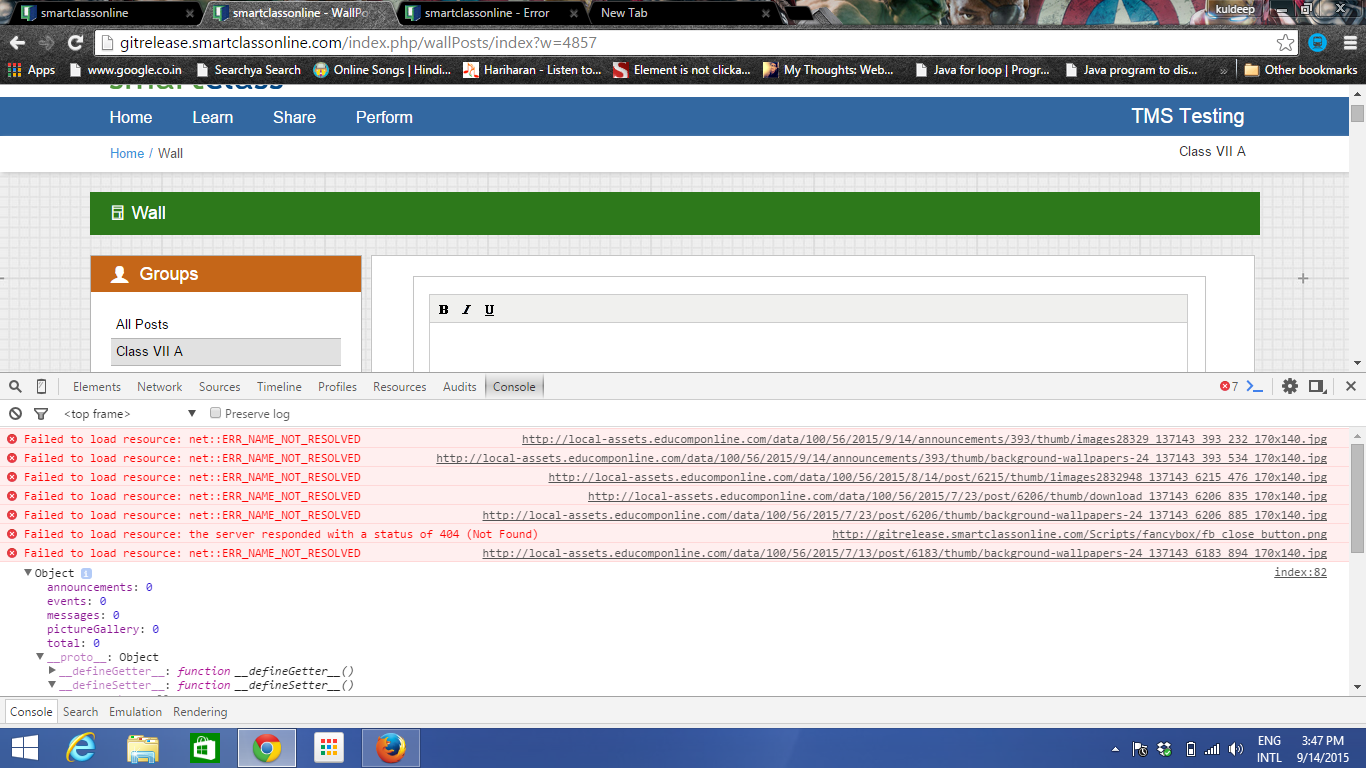 smartclassonline
smartclassonline - WallPo
smartclassonline - Error
New Tab
kuldeep
gitrelease.smartclassonline.com/index.php/wallPosts/index?w=4857
Apps
www.google.co.in
Searchya Search
Online Songs | Hindi...
Hariharan - Listen to...
Element is not clicka...
My Thoughts: Web...
Java for loop | Progr...
Java program to dis...
»
Other bookmarks
smartclass
Home Learn Share Perform
TMS Testing
Home / Wall
Class VII A
Wall
Groups
All Posts
Class VII A
B I U
Elements Network Sources Timeline Profiles Resources Audits Console
7
<top frame>
Preserve log
Failed to load resource: net::ERR_NAME_NOT_RESOLVED http://local-assets.educomponline.com/data/100/56/2015/9/14/announcements/393/thumb/images28329_137143_393_232_170x140.jpg
Failed to load resource: net::ERR_NAME_NOT_RESOLVED http://local-assets.educomponline.com/data/100/56/2015/9/14/announcements/393/thumb/background-wallpapers-24_137143_393_534_170x140.jpg
Failed to load resource: net::ERR_NAME_NOT_RESOLVED http://local-assets.educomponline.com/data/100/56/2015/8/14/post/6215/thumb/1images2832948_137143_6215_476_170x140.jpg
Failed to load resource: net::ERR_NAME_NOT_RESOLVED http://local-assets.educomponline.com/data/100/56/2015/7/23/post/6206/thumb/download_137143_6206_835_170x140.jpg
Failed to load resource: net::ERR_NAME_NOT_RESOLVED http://local-assets.educomponline.com/data/100/56/2015/7/23/post/6206/thumb/background-wallpapers-24_137143_6206_885_170x140.jpg
Failed to load resource: the server responded with a status of 404 (Not Found) http://gitrelease.smartclassonline.com/Scripts/fancybox/fb_close_button.png
Failed to load resource: net::ERR_NAME_NOT_RESOLVED http://local-assets.educomponline.com/data/100/56/2015/7/13/post/6183/thumb/background-wallpapers-24_137143_6183_894_170x140.jpg
Object index:82
announcements: 0
events: 0
messages: 0
pictureGallery: 0
total: 0
__proto__: Object
__defineGetter__: function __defineGetter__()
__defineSetter__: function __defineSetter__()
Console Search Emulation Rendering
ENG
INTL
3:47 PM
9/14/2015